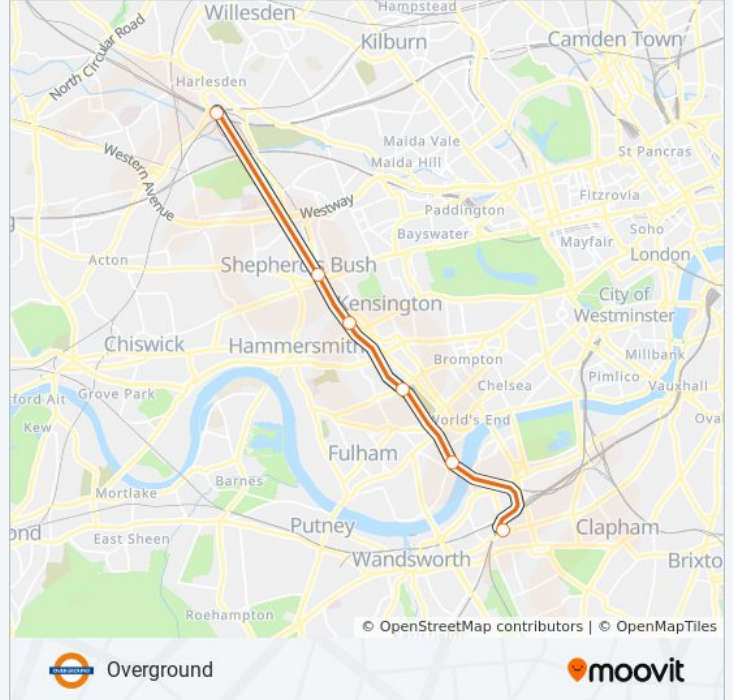 Willesden
Hampstead
Kilburn
Camden Town
North Circular Road
Harlesden
Maida Vale
Maida Hill
St Pancras
Western Avenue
Westway
Paddington
Fitzrovia
Bayswater
Soho
Mayfair
London
Acton
Shepherd's Bush
Kensington
City of
Westminster
Chiswick
Hammersmith
Brompton
Millbank
Pimlico
Vauxhall
Chelsea
tford Ait
Grove Park
World's End
Oval
Kew
Fulham
Barnes
Mortlake
Putney
Clapham
ond
East Sheen
Wandsworth
Brixto
Roehampton
© OpenStreetMap contributors | © OpenMapTiles
OVERGROUND
Overground
moovit